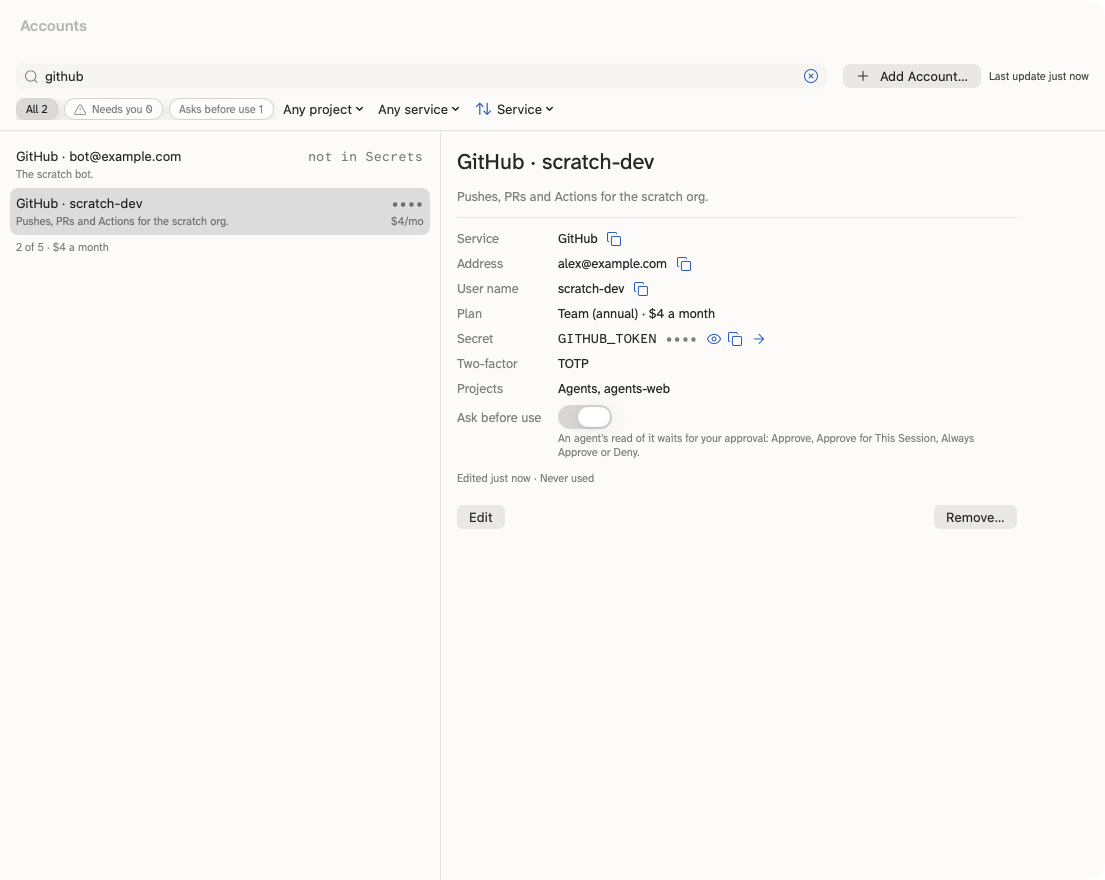 Accounts
github
Add Account...
Last update just now
All 2
Needs you 0
Asks before use 1
Any project
Any service
Service
GitHub · bot@example.com
not in Secrets
The scratch bot.
GitHub · scratch-dev
••••
Pushes, PRs and Actions for the scratch org.
$4/mo
2 of 5 · $4 a month
GitHub · scratch-dev
Pushes, PRs and Actions for the scratch org.
Service
GitHub
Address
alex@example.com
User name
scratch-dev
Plan
Team (annual) · $4 a month
Secret
GITHUB_TOKEN ••••
Two-factor
TOTP
Projects
Agents, agents-web
Ask before use
An agent's read of it waits for your approval: Approve, Approve for This Session, Always
Approve or Deny.
Edited just now · Never used
Edit
Remove...